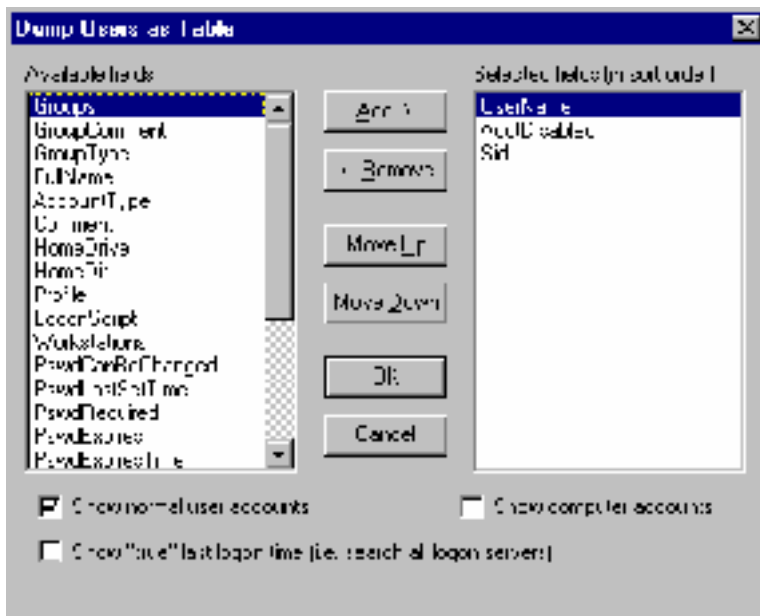 Dump Users as Table
Available fields
Selected fields (in sort order)
Groups
GroupComment
GroupType
FullName
AccountType
Comment
HomeDrive
HomeDir
Profile
LogonScript
Workstations
PswdCanBeChanged
PswdLastSetTime
PswdRequired
PswdExpires
PswdExpiresTime
Add >
< Remove
Move Up
Move Down
OK
Cancel
UserName
AcctDisabled
Sid
Show normal user accounts
Show computer accounts
Show "true" last logon time (i.e. search all logon servers)